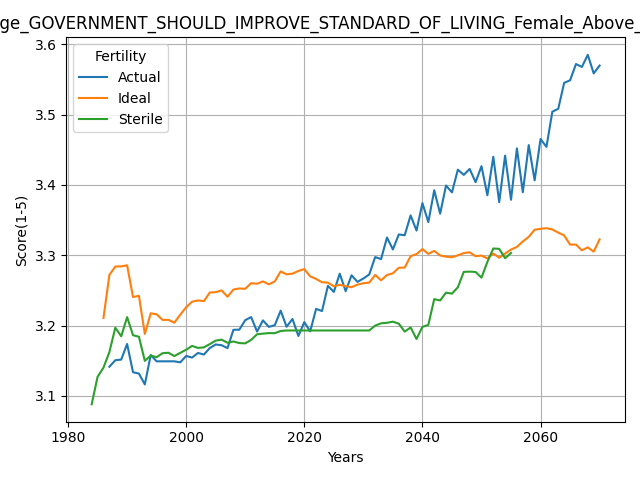 ge_GOVERNMENT_SHOULD_IMPROVE_STANDARD_OF_LIVING_Female_Above_
Fertility
Actual
Ideal
Sterile
3.6
3.5
3.4
3.3
3.2
3.1
Score(1-5)
1980 2000 2020 2040 2060
Years